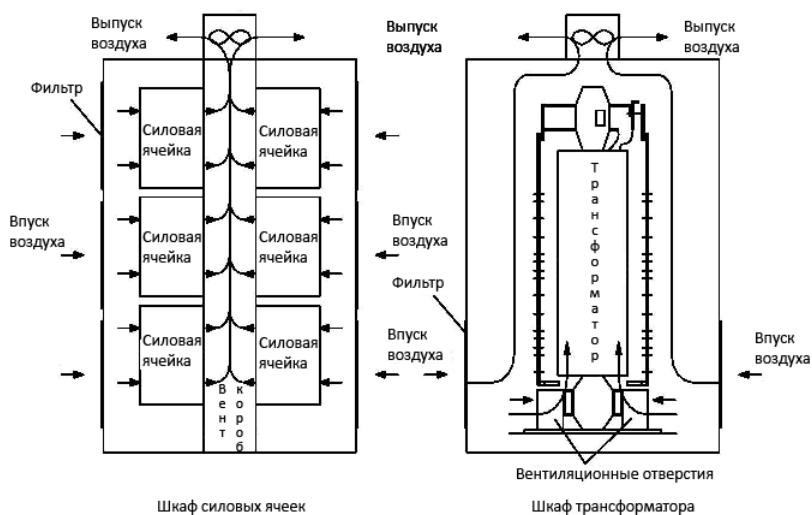 Выпуск
воздуха
Фильтр
Силовая
ячейка
Силовая
ячейка
Впуск
воздуха
Силовая
ячейка
Силовая
ячейка
Силовая
ячейка
Силовая
ячейка
Вент
короб
Шкаф силовых ячеек
Выпуск
воздуха
Выпуск
воздуха
Впуск
воздуха
Фильтр
Впуск
воздуха
Трансформатор
Впуск
воздуха
Вентиляционные отверстия
Шкаф трансформатора